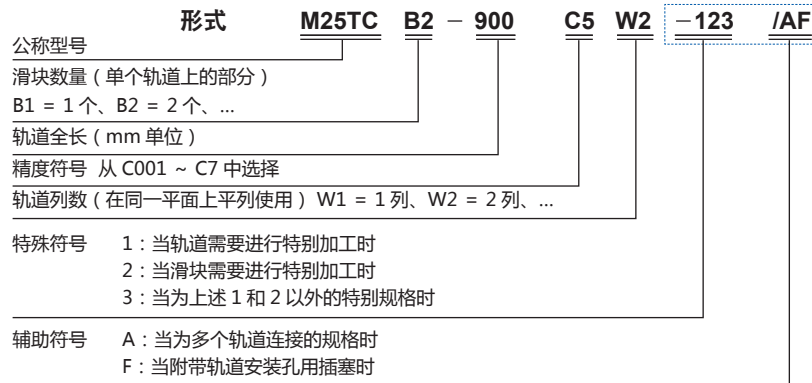 形式 M25TC B2 − 900 C5 W2 −123 /AF
公称型号
滑块数量 ( 单个轨道上的部分 )
B1 = 1 个、B2 = 2 个、...
轨道全长 ( mm 单位 )
精度符号 从 C001 ~ C7 中选择
轨道列数 ( 在同一平面上平列使用 ) W1 = 1 列、W2 = 2 列、...
特殊符号 1 : 当轨道需要进行特别加工时
2 : 当滑块需要进行特别加工时
3 : 当为上述 1 和 2 以外的特别规格时
辅助符号 A : 当为多个轨道连接的规格时
F : 当附带轨道安装孔用插塞时